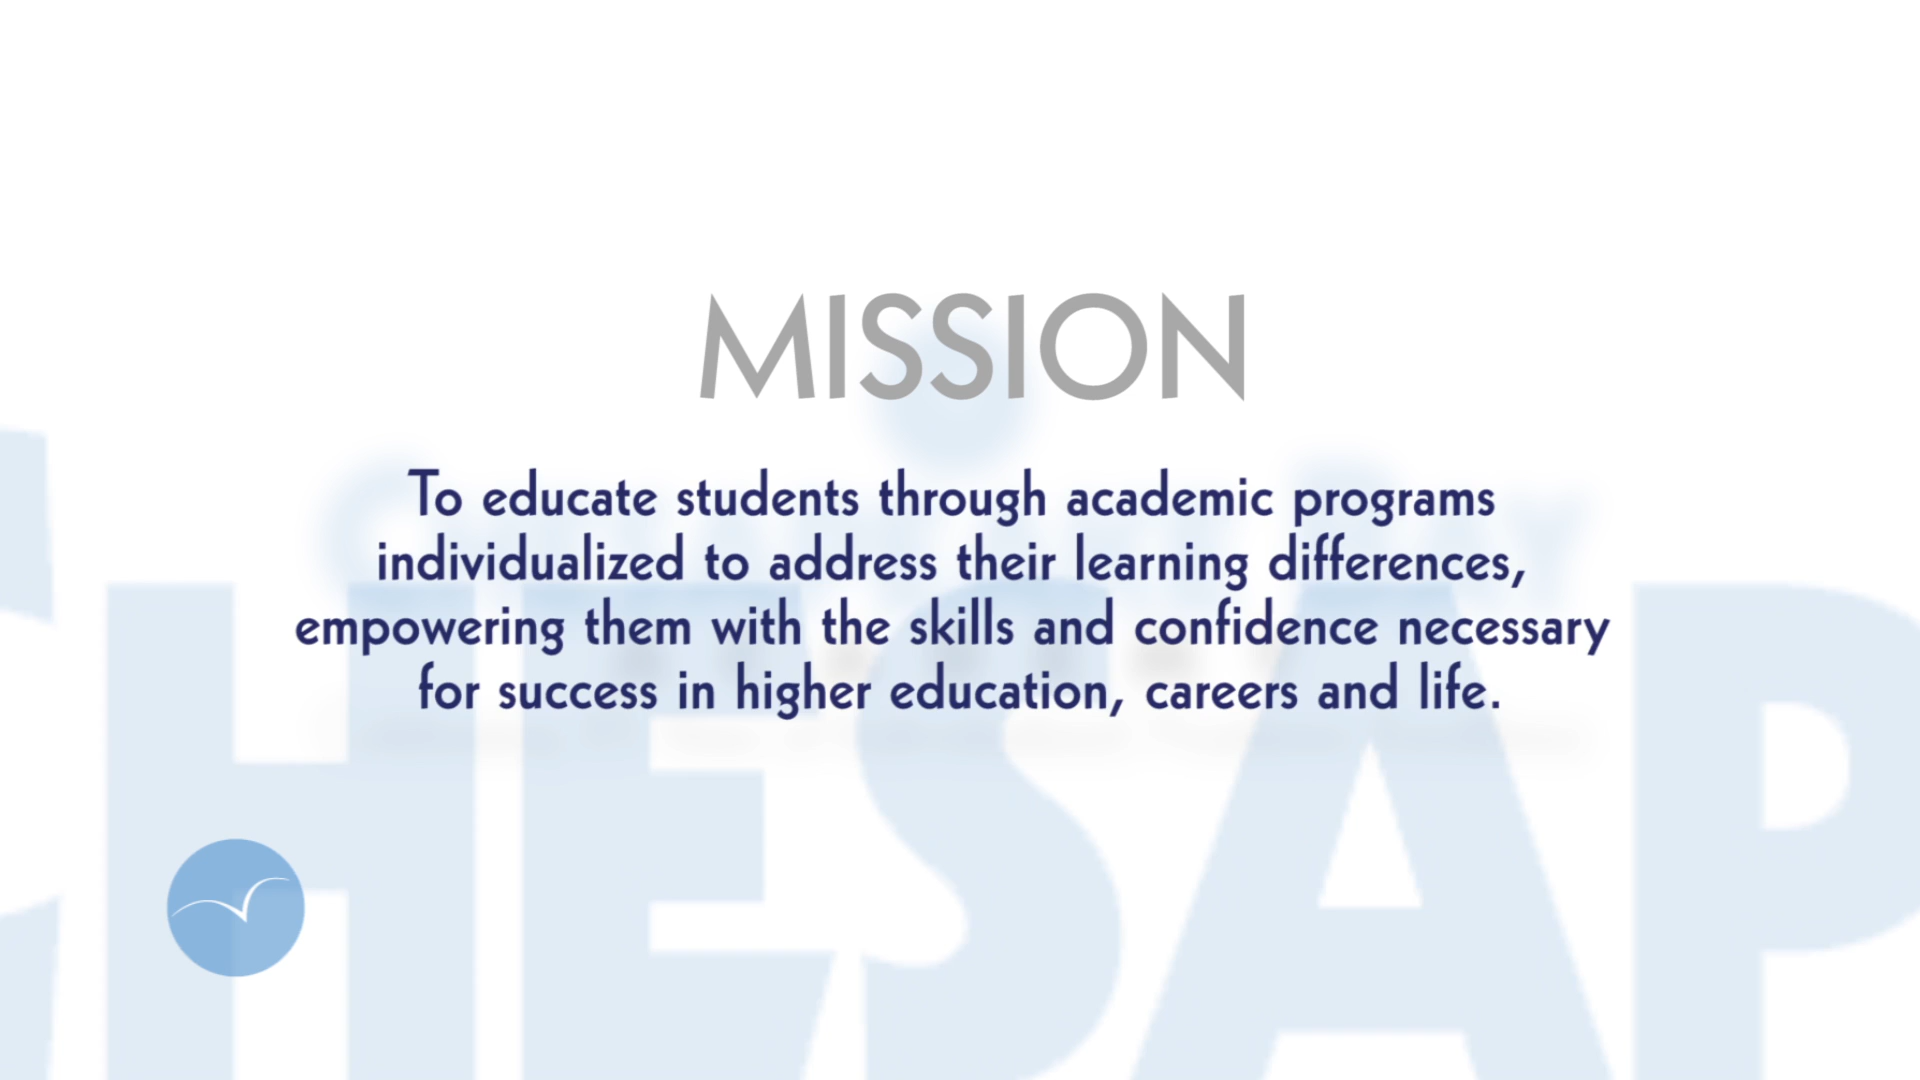 MISSION
To educate students through academic programs
individualized to address their learning differences,
empowering them with the skills and confidence necessary
for success in higher education, careers and life.
CHESAP